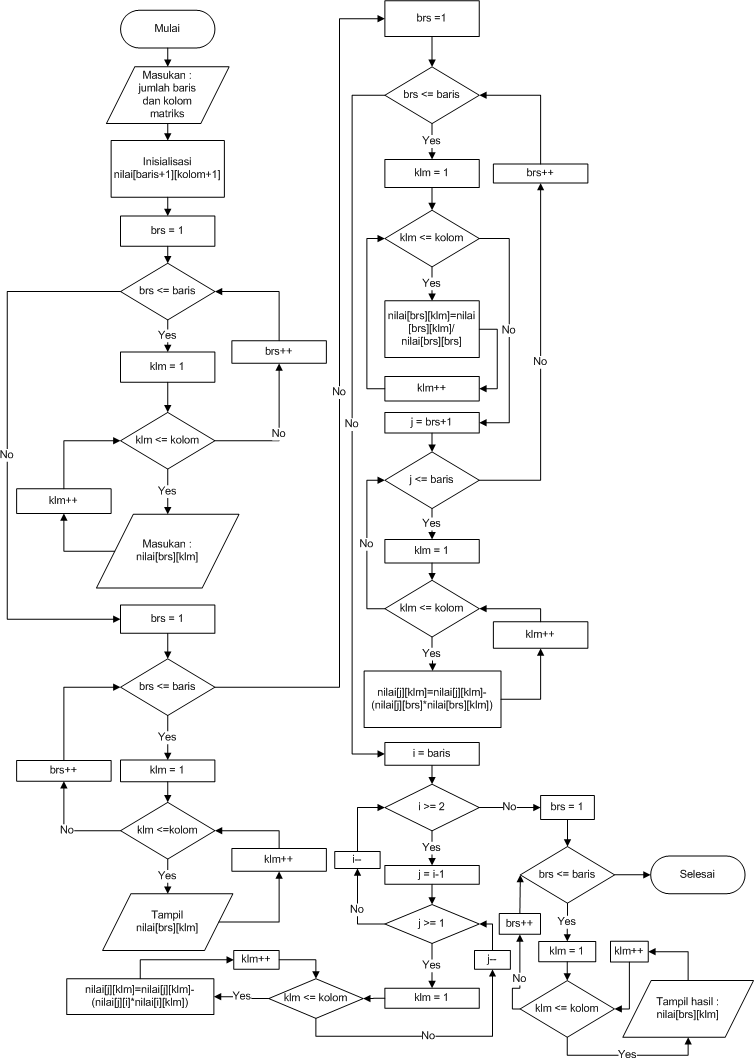 Mulai
Masukan :
jumlah baris
dan kolom
matriks
Inisialisasi
nilai[baris+1][kolom+1]
brs = 1
brs <= baris
Yes
No
klm = 1
brs++
klm <= kolom
No
Yes
klm++
Masukan :
nilai[brs][klm]
brs = 1
brs <= baris
No
Yes
klm = 1
brs++
klm <=kolom
No
Yes
klm++
Tampil
nilai[brs][klm]
brs =1
brs <= baris
No
Yes
klm = 1
brs++
klm <= kolom
Yes
No
nilai[brs][klm]=nilai
[brs][klm]/
nilai[brs][brs]
klm++
j = brs+1
j <= baris
No
Yes
klm = 1
klm <= kolom
No
Yes
klm++
nilai[j][klm]=nilai[j][klm]-
(nilai[j][brs]*nilai[brs][klm])
i = baris
i >= 2
No
Yes
i--
j = i-1
j >= 1
No
Yes
j--
klm = 1
klm <= kolom
Yes
No
klm++
nilai[j][klm]=nilai[j][klm]-
(nilai[j][i]*nilai[i][klm])
brs = 1
brs <= baris
Selesai
Yes
brs++
klm = 1
klm++
klm <= kolom
No
Yes
Tampil hasil :
nilai[brs][klm]